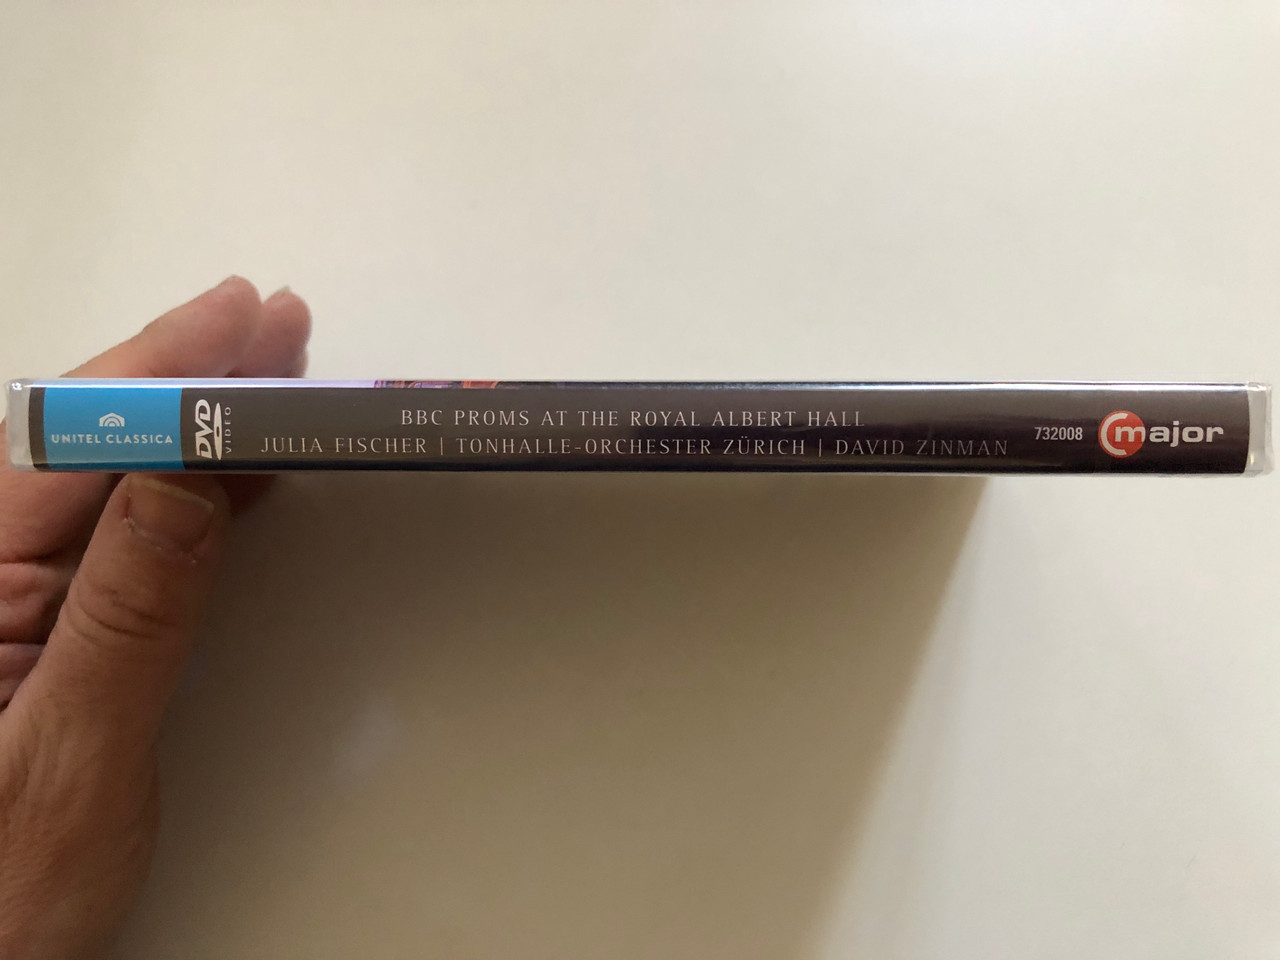 UNITEL CLASSICA
DVD
VIDEO
BBC PROMS AT THE ROYAL ALBERT HALL
JULIA FISCHER | TONHALLE-ORCHESTER ZÜRICH | DAVID ZINMAN
732008
Cmajor